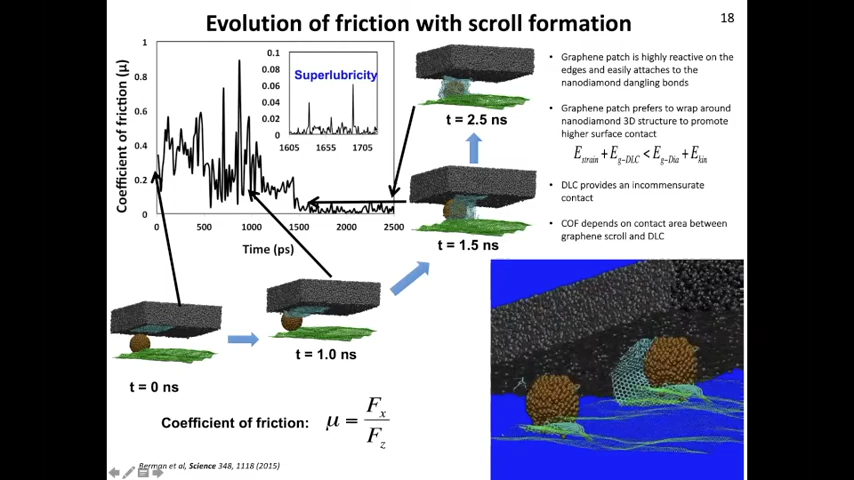 Evolution of friction with scroll formation
18
Coefficient of friction (μ)
1
0.8
0.6
0.4
0.2
0
0
500
1000
1500
2000
2500
Time (ps)
0.1
0.08
0.06
0.04
0.02
0
Superlubricity
1605
1655
1705
t = 2.5 ns
t = 1.5 ns
t = 1.0 ns
t = 0 ns
• Graphene patch is highly reactive on the
edges and easily attaches to the
nanodiamond dangling bonds
• Graphene patch prefers to wrap around
nanodiamond 3D structure to promote
higher surface contact
E_strain + E_g-DLC < E_g-Dia + E_kin
• DLC provides an incommensurate
contact
• COF depends on contact area between
graphene scroll and DLC
Coefficient of friction: μ = F_x / F_z
Berman et al, Science 348, 1118 (2015)